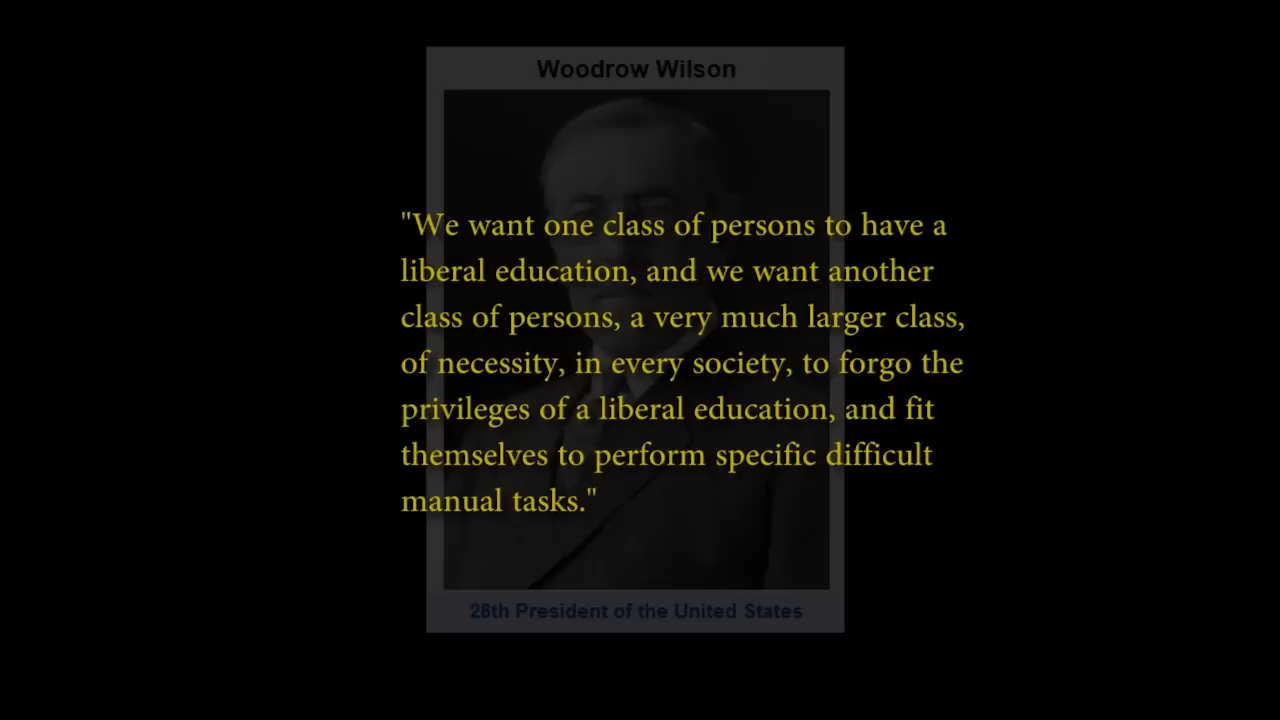 Woodrow Wilson
"We want one class of persons to have a
liberal education, and we want another
class of persons, a very much larger class,
of necessity, in every society, to forgo the
privileges of a liberal education, and fit
themselves to perform specific difficult
manual tasks."
28th President of the United States